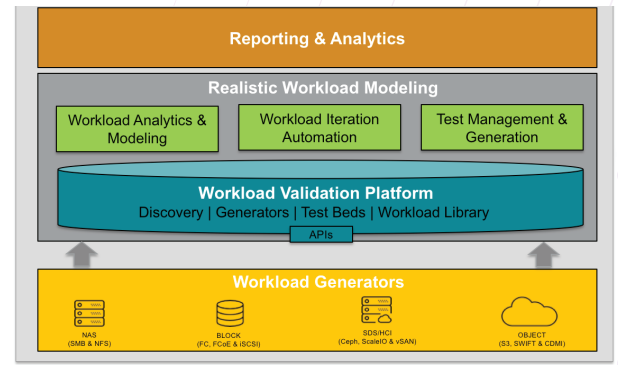 Reporting & Analytics
Realistic Workload Modeling
Workload Analytics &
Modeling
Workload Iteration
Automation
Test Management &
Generation
Workload Validation Platform
Discovery | Generators | Test Beds | Workload Library
APIs
Workload Generators
NAS
(SMB & NFS)
BLOCK
(FC, FCoE & iSCSI)
SDS/HCI
(Ceph, ScaleIO & vSAN)
OBJECT
(S3, SWIFT & CDMI)